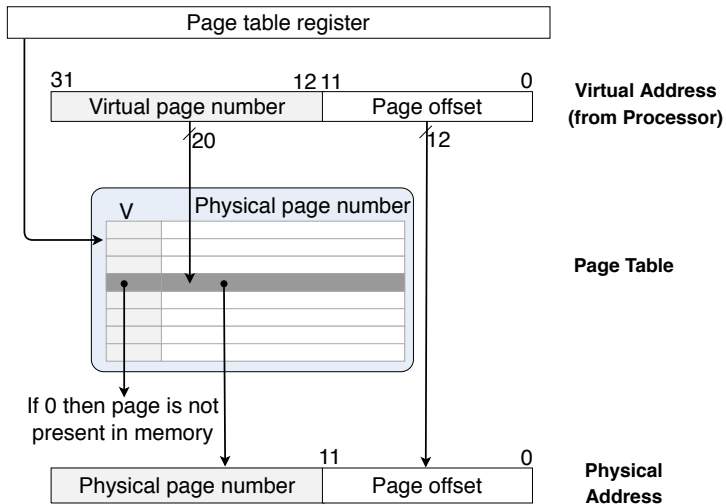 Page table register
31 12 11 0
Virtual page number Page offset
Virtual Address
(from Processor)
20 12
V Physical page number
Page Table
If 0 then page is not
present in memory
11 0
Physical page number Page offset
Physical
Address